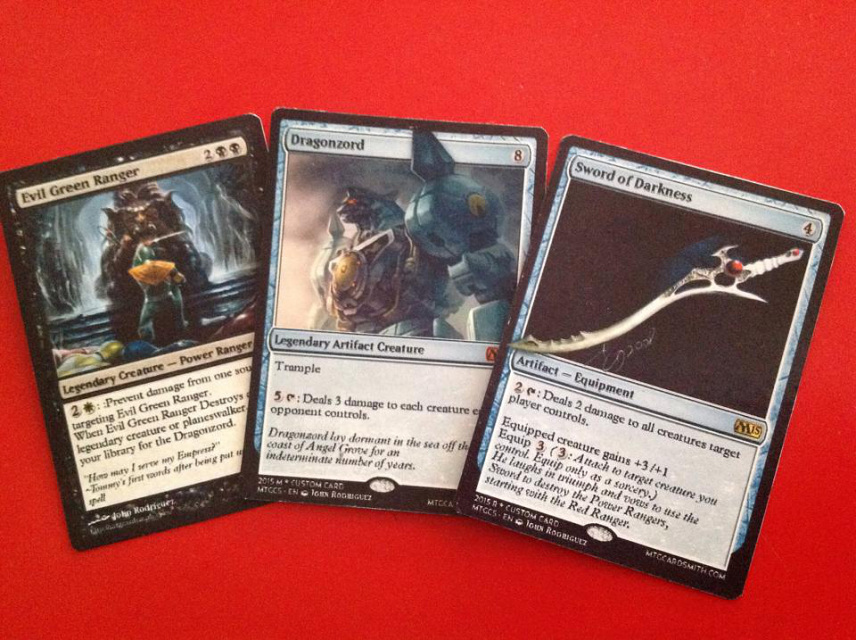 Evil Green Ranger
2
Legendary Creature — Power Ranger
2 : :Prevent damage from one sou
targeting Evil Green Ranger.
When Evil Green Ranger Destroys
legendary creature or planeswalker
your library for the Dragonzord.
"How may I serve my Empress?"
-Tommy's first words after being put u
spell
John Rodriguez
Dragonzord
8
Legendary Artifact Creature
Trample
5 : Deals 3 damage to each creature
opponent controls.
Dragonzord lay dormant in the sea off th
coast of Angel Grove for an
indeterminate number of years.
2015 M * CUSTOM CARD
MTGCS - EN JOHN RODRIGUEZ
MTGCA
Sword of Darkness
4
Artifact — Equipment
M15
2 : Deals 2 damage to all creatures target
player controls.
Equipped creature gains +3/+1
Equip 3 ( 3 : Attach to target creature you
control. Equip only as a sorcery.)
He laughs in triumph and vows to use the
Sword to destroy the Power Rangers,
starting with the Red Ranger.
2015 R * CUSTOM CARD
MTGCS - EN JOHN RODRIGUEZ
MTGCARDSMITH.COM